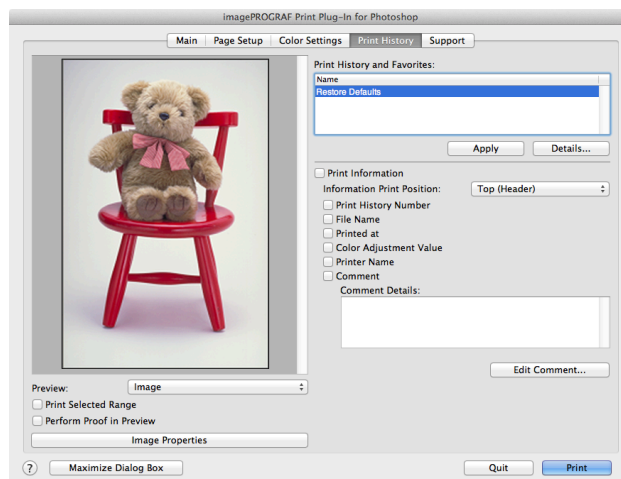 imagePROGRAF Print Plug-In for Photoshop
Main Page Setup Color Settings Print History Support
Print History and Favorites:
Name
Restore Defaults
Apply Details...
Print Information
Information Print Position: Top (Header)
Print History Number
File Name
Printed at
Color Adjustment Value
Printer Name
Comment
Comment Details:
Edit Comment...
Preview: Image
Print Selected Range
Perform Proof in Preview
Image Properties
? Maximize Dialog Box Quit Print